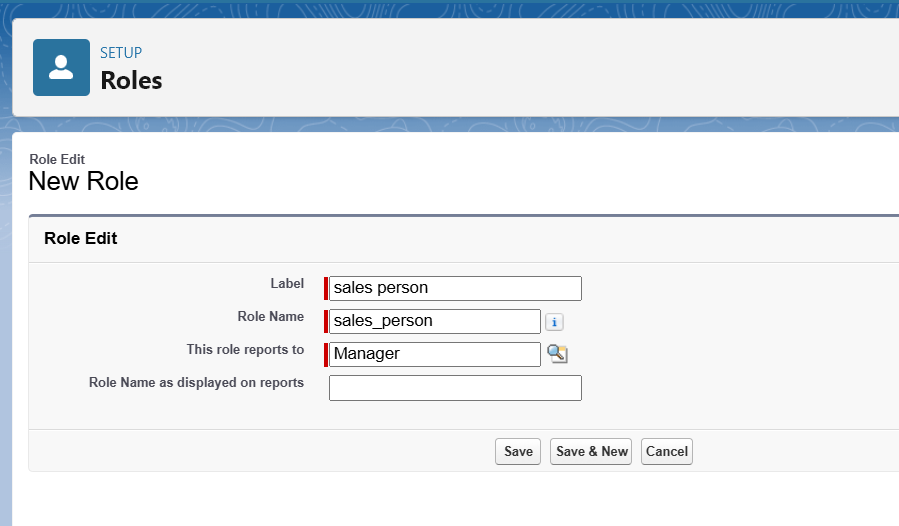 SETUP
Roles
Role Edit
New Role
Role Edit
Label sales person
Role Name sales_person i
This role reports to Manager
Role Name as displayed on reports
Save Save & New Cancel